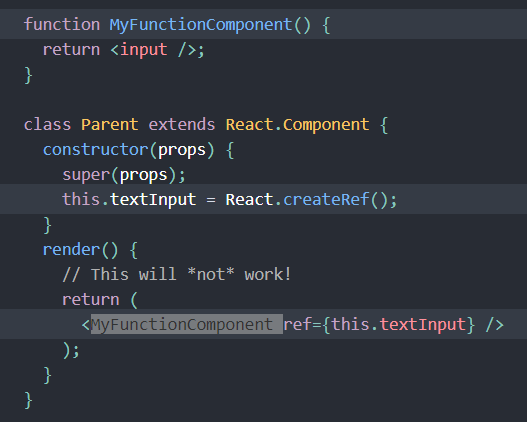 function MyFunctionComponent() {
  return <input />;
}

class Parent extends React.Component {
  constructor(props) {
    super(props);
    this.textInput = React.createRef();
  }
  render() {
    // This will *not* work!
    return (
      <MyFunctionComponent ref={this.textInput} />
    );
  }
}